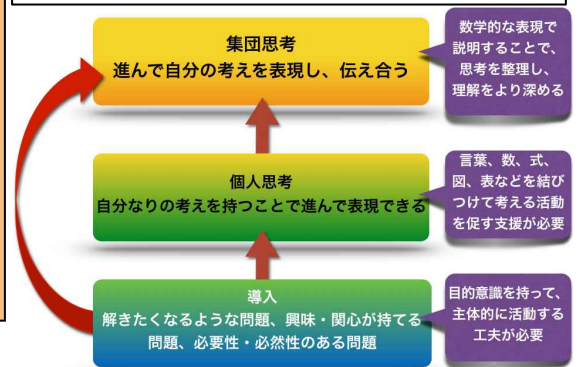 集団思考
進んで自分の考えを表現し、伝え合う
数学的な表現で
説明することで、
思考を整理し、
理解をより深める
個人思考
自分なりの考えを持つことで進んで表現できる
言葉、数、式、
図、表などを結び
つけて考える活動
を促す支援が必要
導入
解きたくなるような問題、興味・関心が持てる
問題、必要性・必然性のある問題
目的意識を持って、
主体的に活動する
工夫が必要